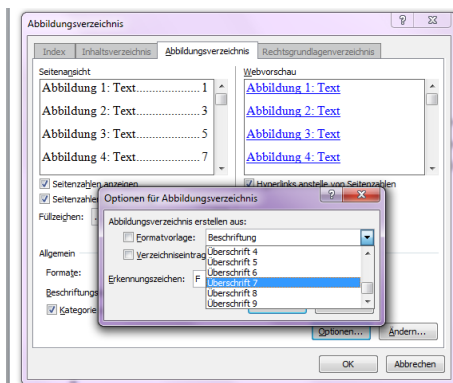 Abbildungsverzeichnis
Index Inhaltsverzeichnis Abbildungsverzeichnis Rechtsgrundlagenverzeichnis
Seitenansicht
Abbildung 1: Text.....................1
Abbildung 2: Text.....................3
Abbildung 3: Text.....................5
Abbildung 4: Text.....................7
Webvorschau
Abbildung 1: Text
Abbildung 2: Text
Abbildung 3: Text
Abbildung 4: Text
Seitenzahlen anzeigen
Hyperlinks anstelle von Seitenzahlen
Seitenzahlen
Füllzeichen:
Optionen für Abbildungsverzeichnis
Abbildungsverzeichnis erstellen aus:
Formatvorlage: Beschriftung
Verzeichniseintrag
Erkennungszeichen: F
Überschrift 4
Überschrift 5
Überschrift 6
Überschrift 7
Überschrift 8
Überschrift 9
Allgemein
Formate:
Beschriftungs
Kategorie
Optionen... Ändern...
OK Abbrechen